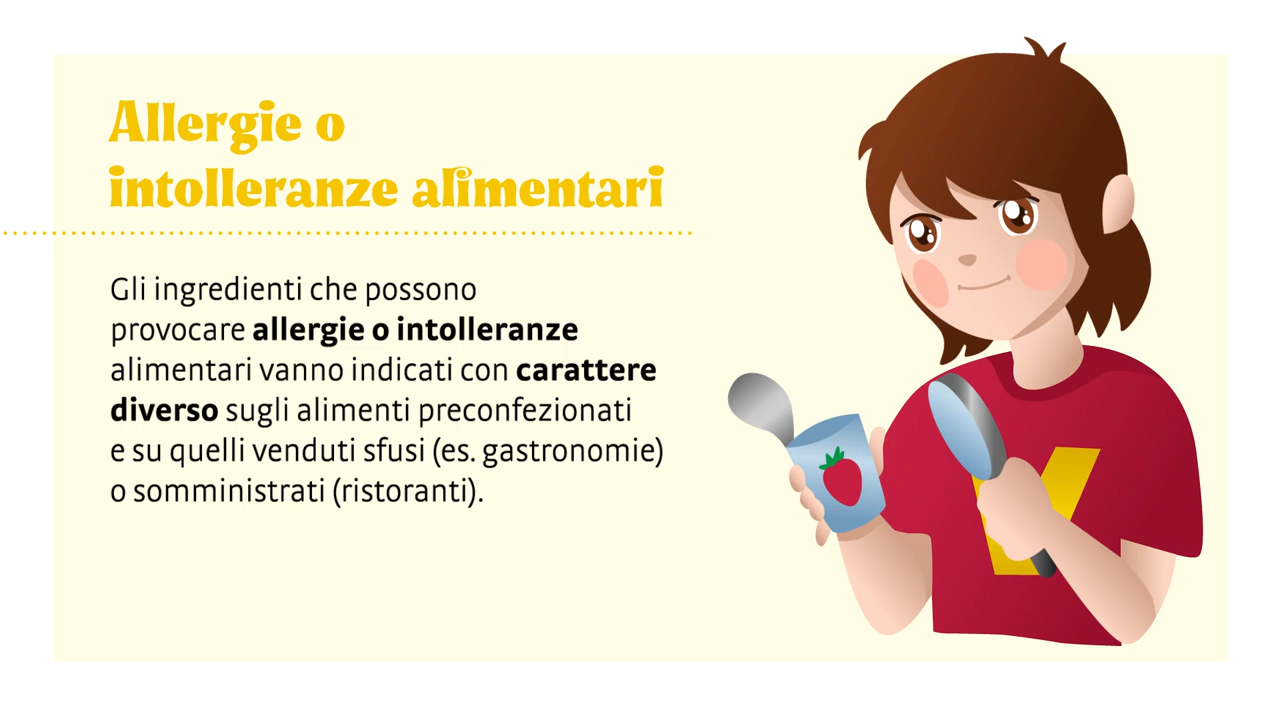 Allergie o
intolleranze alimentari
Gli ingredienti che possono
provocare allergie o intolleranze
alimentari vanno indicati con carattere
diverso sugli alimenti preconfezionati
e su quelli venduti sfusi (es. gastronomie)
o somministrati (ristoranti).